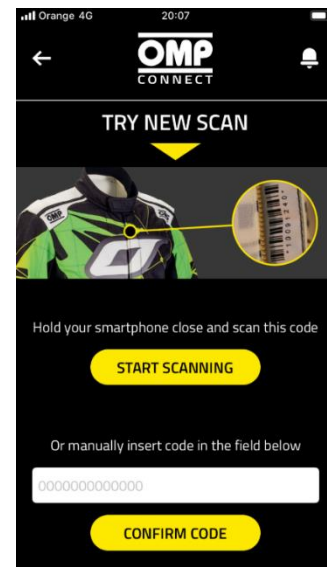 Orange 4G 20:07
OMP
CONNECT
TRY NEW SCAN
OMP
Hold your smartphone close and scan this code
START SCANNING
Or manually insert code in the field below
0000000000000
CONFIRM CODE